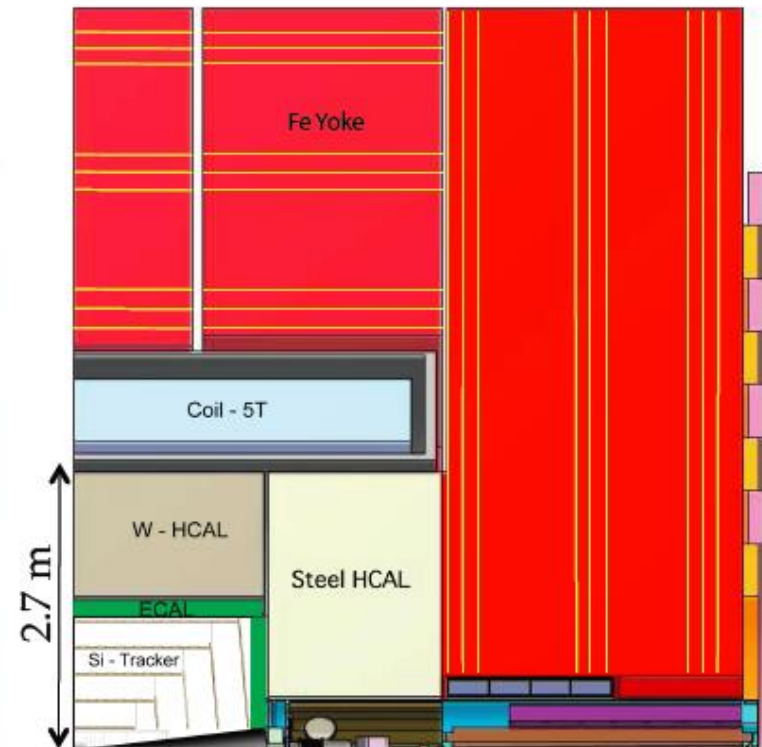 Fe Yoke
Coil - 5T
W - HCAL
Steel HCAL
ECAL
Si - Tracker
2.7 m